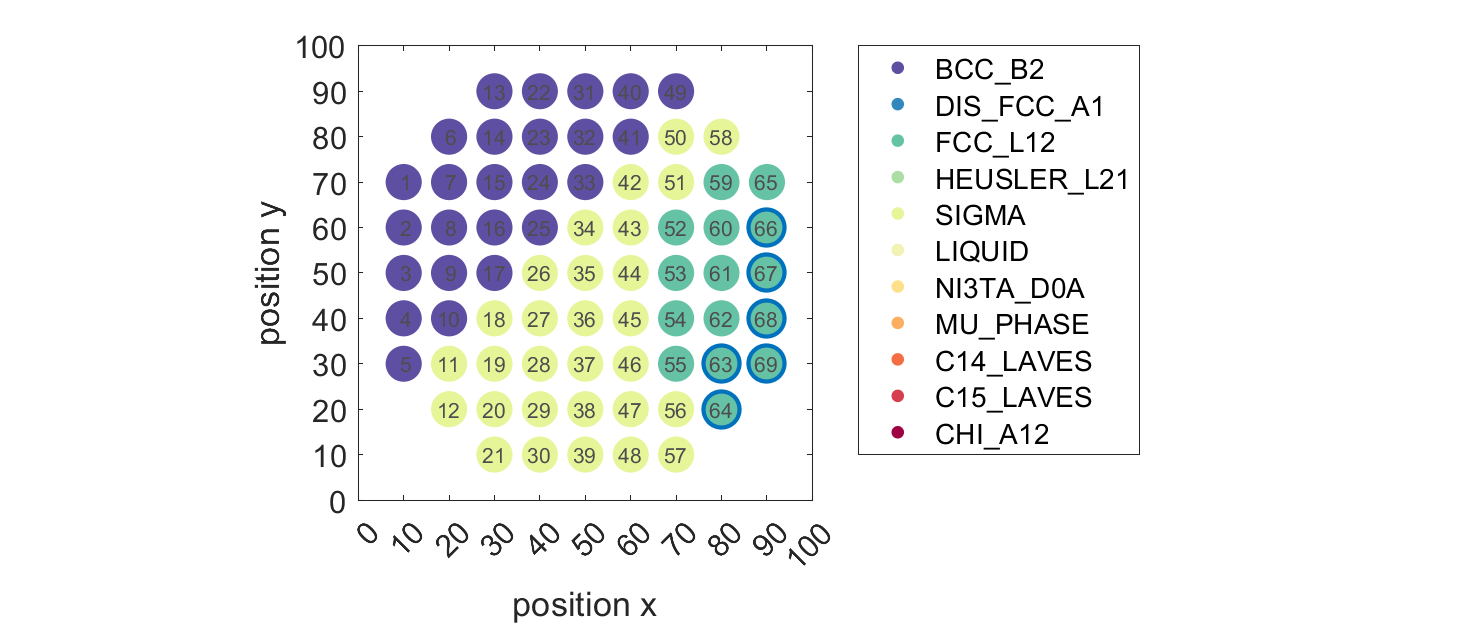 100
90 13 22 31 40 49
80 6 14 23 32 41 50 58
70 1 7 15 24 33 42 51 59 65
60 2 8 16 25 34 43 52 60 66
50 3 9 17 26 35 44 53 61 67
40 4 10 18 27 36 45 54 62 68
30 5 11 19 28 37 46 55 63 69
20 12 20 29 38 47 56 64
10 21 30 39 48 57
0
position y
0 10 20 30 40 50 60 70 80 90 100
position x
BCC_B2
DIS_FCC_A1
FCC_L12
HEUSLER_L21
SIGMA
LIQUID
NI3TA_D0A
MU_PHASE
C14_LAVES
C15_LAVES
CHI_A12